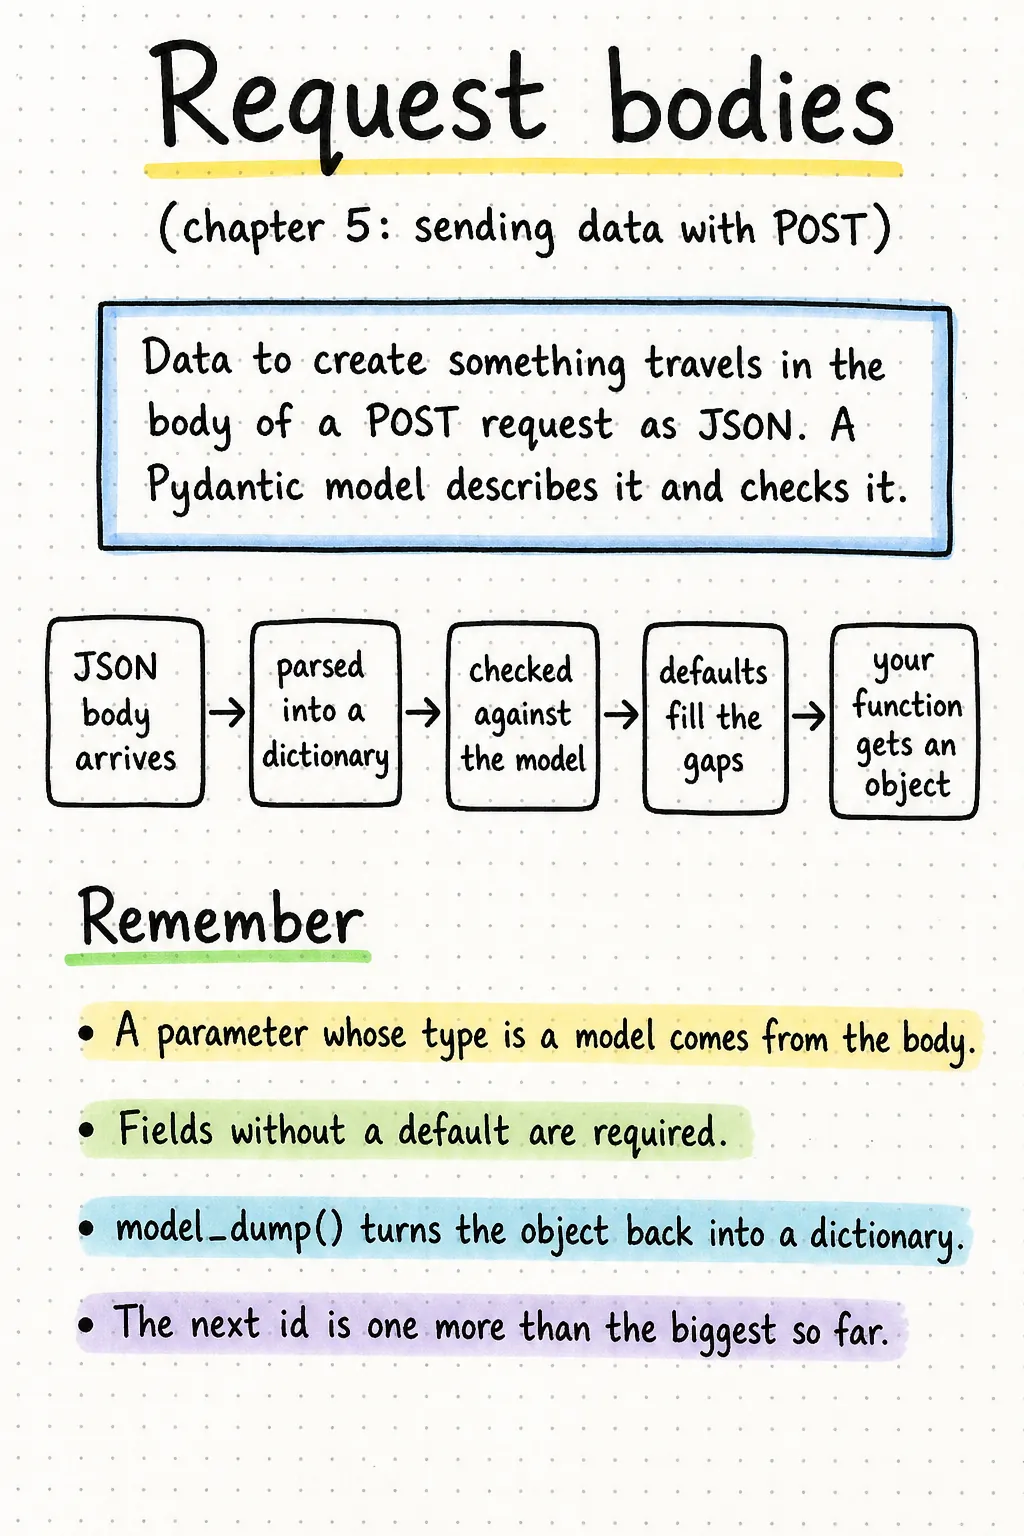 Request bodies
(chapter 5: sending data with POST)
Data to create something travels in the
body of a POST request as JSON. A
Pydantic model describes it and checks it.
JSON
body
arrives
→
parsed
into a
dictionary
→
checked
against
the model
→
defaults
fill the
gaps
→
your
function
gets an
object
Remember
• A parameter whose type is a model comes from the body.
• Fields without a default are required.
• model_dump() turns the object back into a dictionary.
• The next id is one more than the biggest so far.